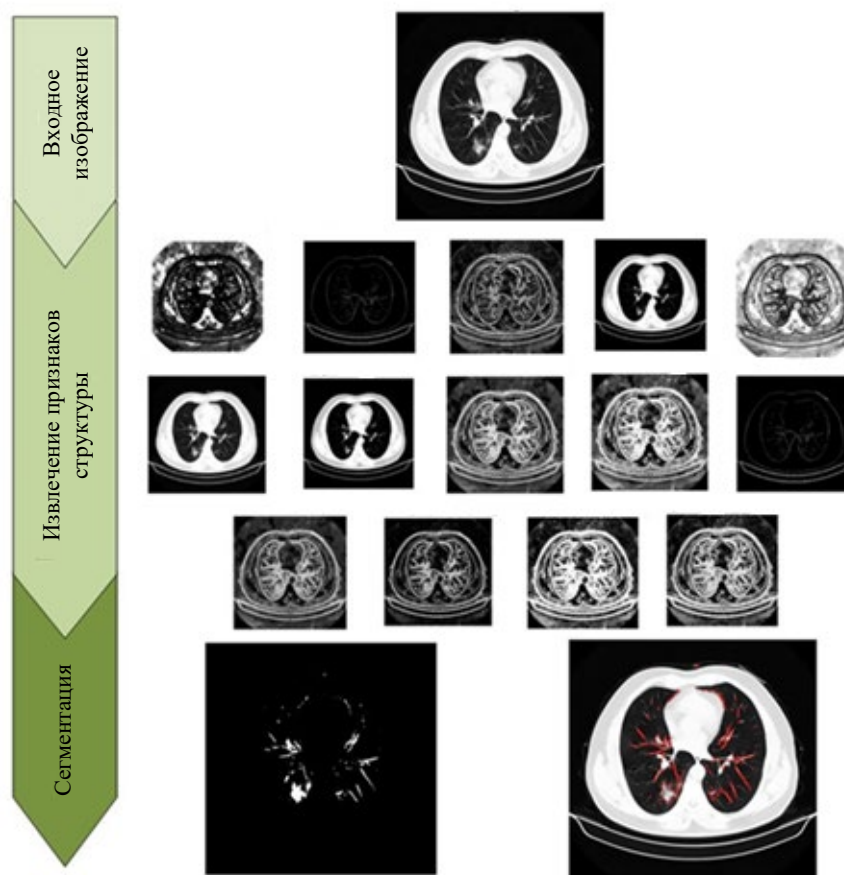 Входное
изображение
Извлечение признаков
структуры
Сегментация